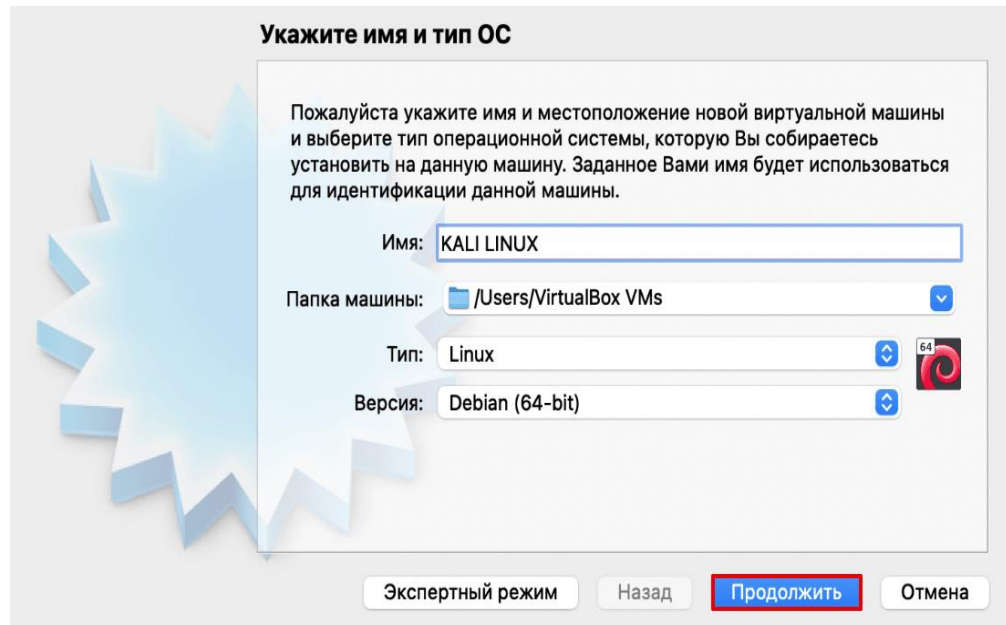 Укажите имя и тип ОС
Пожалуйста укажите имя и местоположение новой виртуальной машины
и выберите тип операционной системы, которую Вы собираетесь
установить на данную машину. Заданное Вами имя будет использоваться
для идентификации данной машины.
Имя: KALI LINUX
Папка машины: /Users/VirtualBox VMs
Тип: Linux
64
Версия: Debian (64-bit)
Экспертный режим Назад Продолжить Отмена